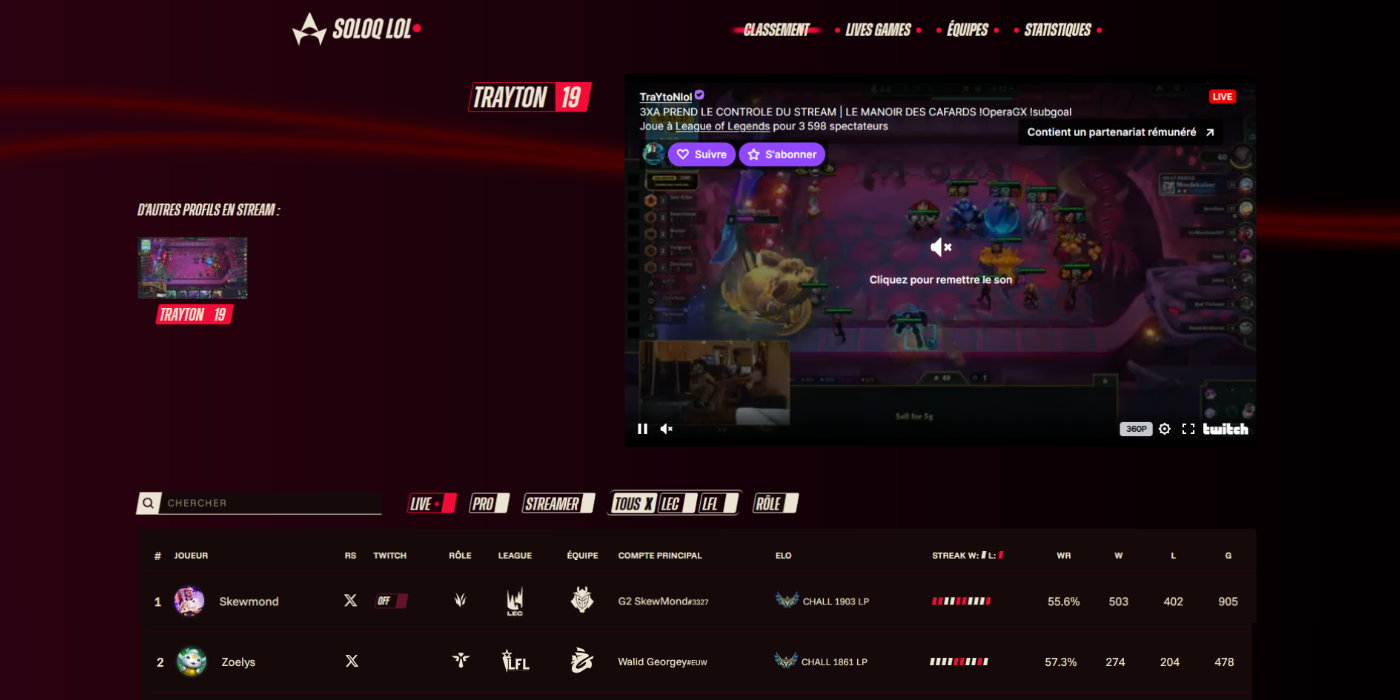 SOLOQ LOL
CLASSEMENT
LIVES GAMES
ÉQUIPES
STATISTIQUES
TRAYTON 19
TraYtoNlol
LIVE
3XA PREND LE CONTROLE DU STREAM | LE MANOIR DES CAFARDS !OperaGX !subgoal
Joue à League of Legends pour 3 598 spectateurs
Contient un partenariat rémunéré
Suivre
S'abonner
40
Mordekaiser
D'AUTRES PROFILS EN STREAM :
Cliquez pour remettre le son
TRAYTON 19
Sell for 5g
360P
twitch
CHERCHER
LIVE
PRO
STREAMER
TOUS X
LEC
LFL
RÔLE
# JOUEUR RS TWITCH RÔLE LEAGUE ÉQUIPE COMPTE PRINCIPAL ELO STREAK W: L: WR W L G
1 Skewmond OFF LEC G2 SkewMond#3327 CHALL 1903 LP 55.6% 503 402 905
2 Zoelys LFL Walid Georgey#EUW CHALL 1861 LP 57.3% 274 204 478